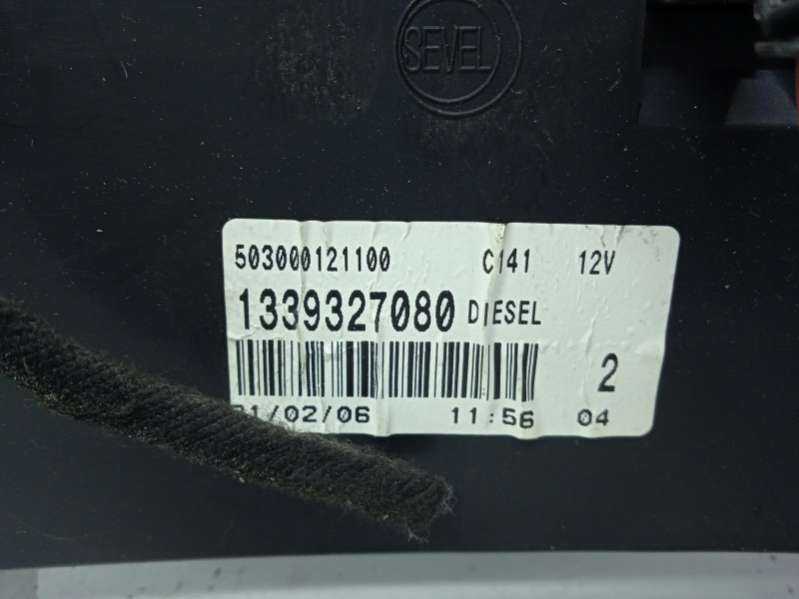 SEVEL
503000121100 C141 12V
1339327080 DIESEL
2
/02/06 11:56 04